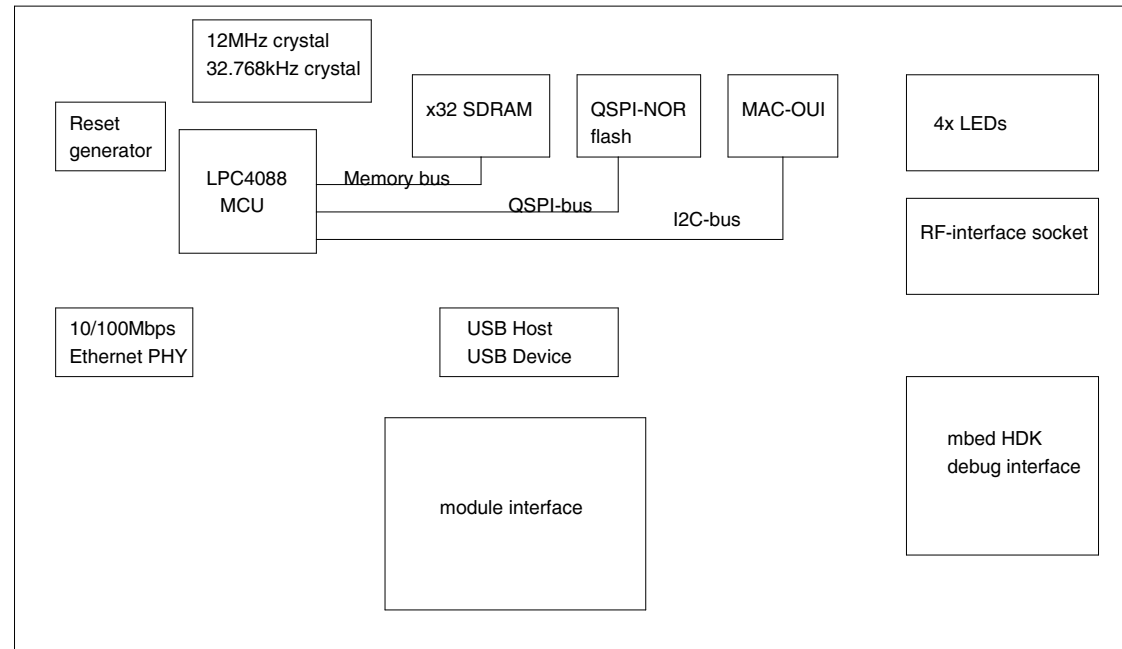 12MHz crystal
32.768kHz crystal
Reset
generator
x32 SDRAM
QSPI-NOR
flash
MAC-OUI
4x LEDs
LPC4088
MCU
Memory bus
QSPI-bus
I2C-bus
RF-interface socket
10/100Mbps
Ethernet PHY
USB Host
USB Device
mbed HDK
debug interface
module interface